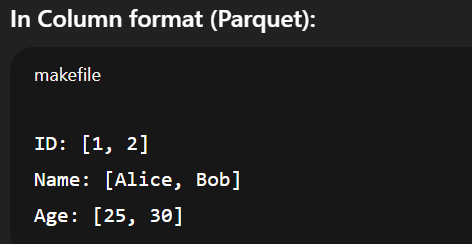 In Column format (Parquet):
makefile
ID: [1, 2]
Name: [Alice, Bob]
Age: [25, 30]